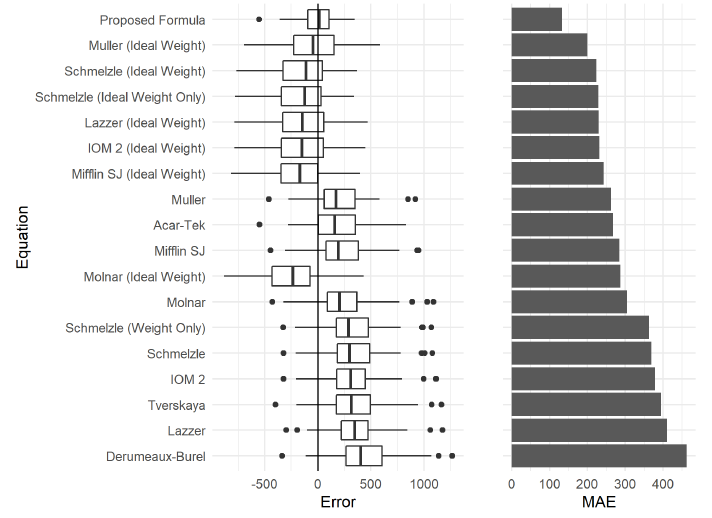 Equation
Proposed Formula
Muller (Ideal Weight)
Schmelzle (Ideal Weight)
Schmelzle (Ideal Weight Only)
Lazzer (Ideal Weight)
IOM 2 (Ideal Weight)
Mifflin SJ (Ideal Weight)
Muller
Acar-Tek
Mifflin SJ
Molnar (Ideal Weight)
Molnar
Schmelzle (Weight Only)
Schmelzle
IOM 2
Tverskaya
Lazzer
Derumeaux-Burel
-500 0 500 1000
Error
0 100 200 300 400
MAE